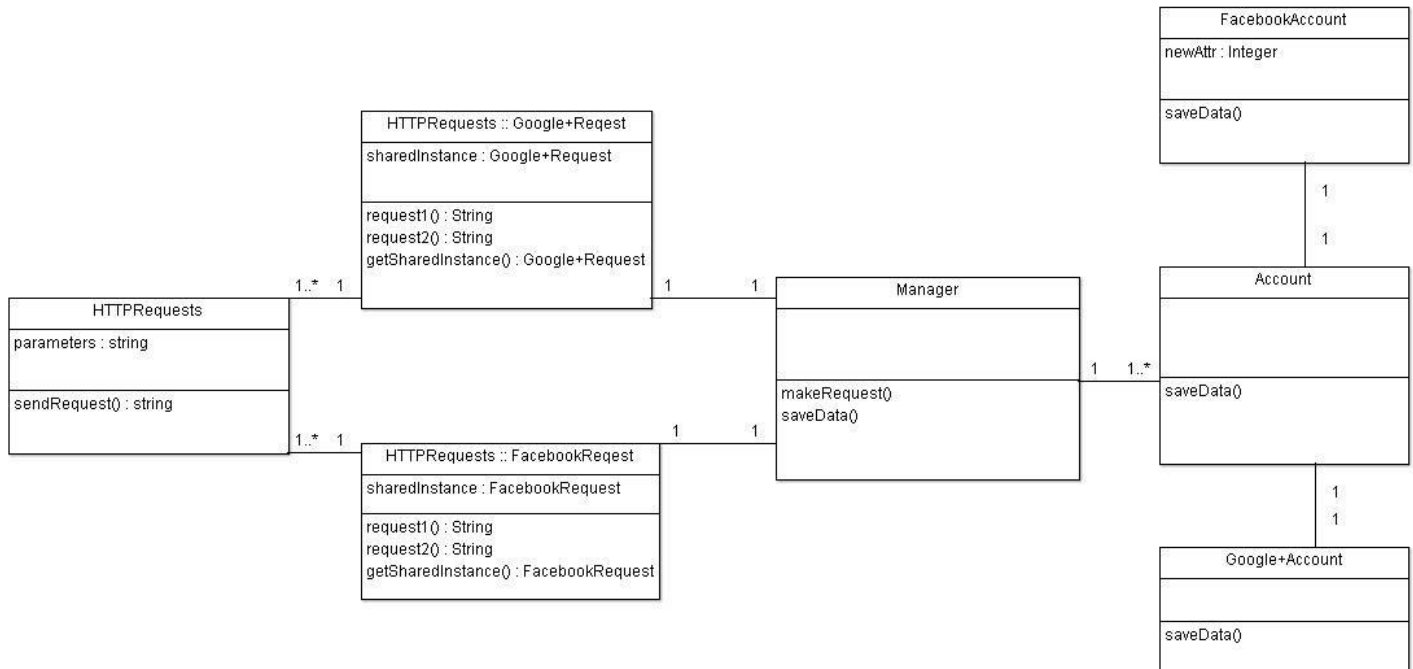 FacebookAccount
newAttr : Integer
saveData()
1
1
HTTPRequests :: Google+Reqest
sharedInstance : Google+Request
request1() : String
request2() : String
getSharedInstance() : Google+Request
1..* 1
1 1
HTTPRequests
parameters : string
sendRequest() : string
1..* 1
1 1
HTTPRequests :: FacebookReqest
sharedInstance : FacebookRequest
request1() : String
request2() : String
getSharedInstance() : FacebookRequest
Manager
makeRequest()
saveData()
1 1..*
Account
saveData()
1
1
Google+Account
saveData()